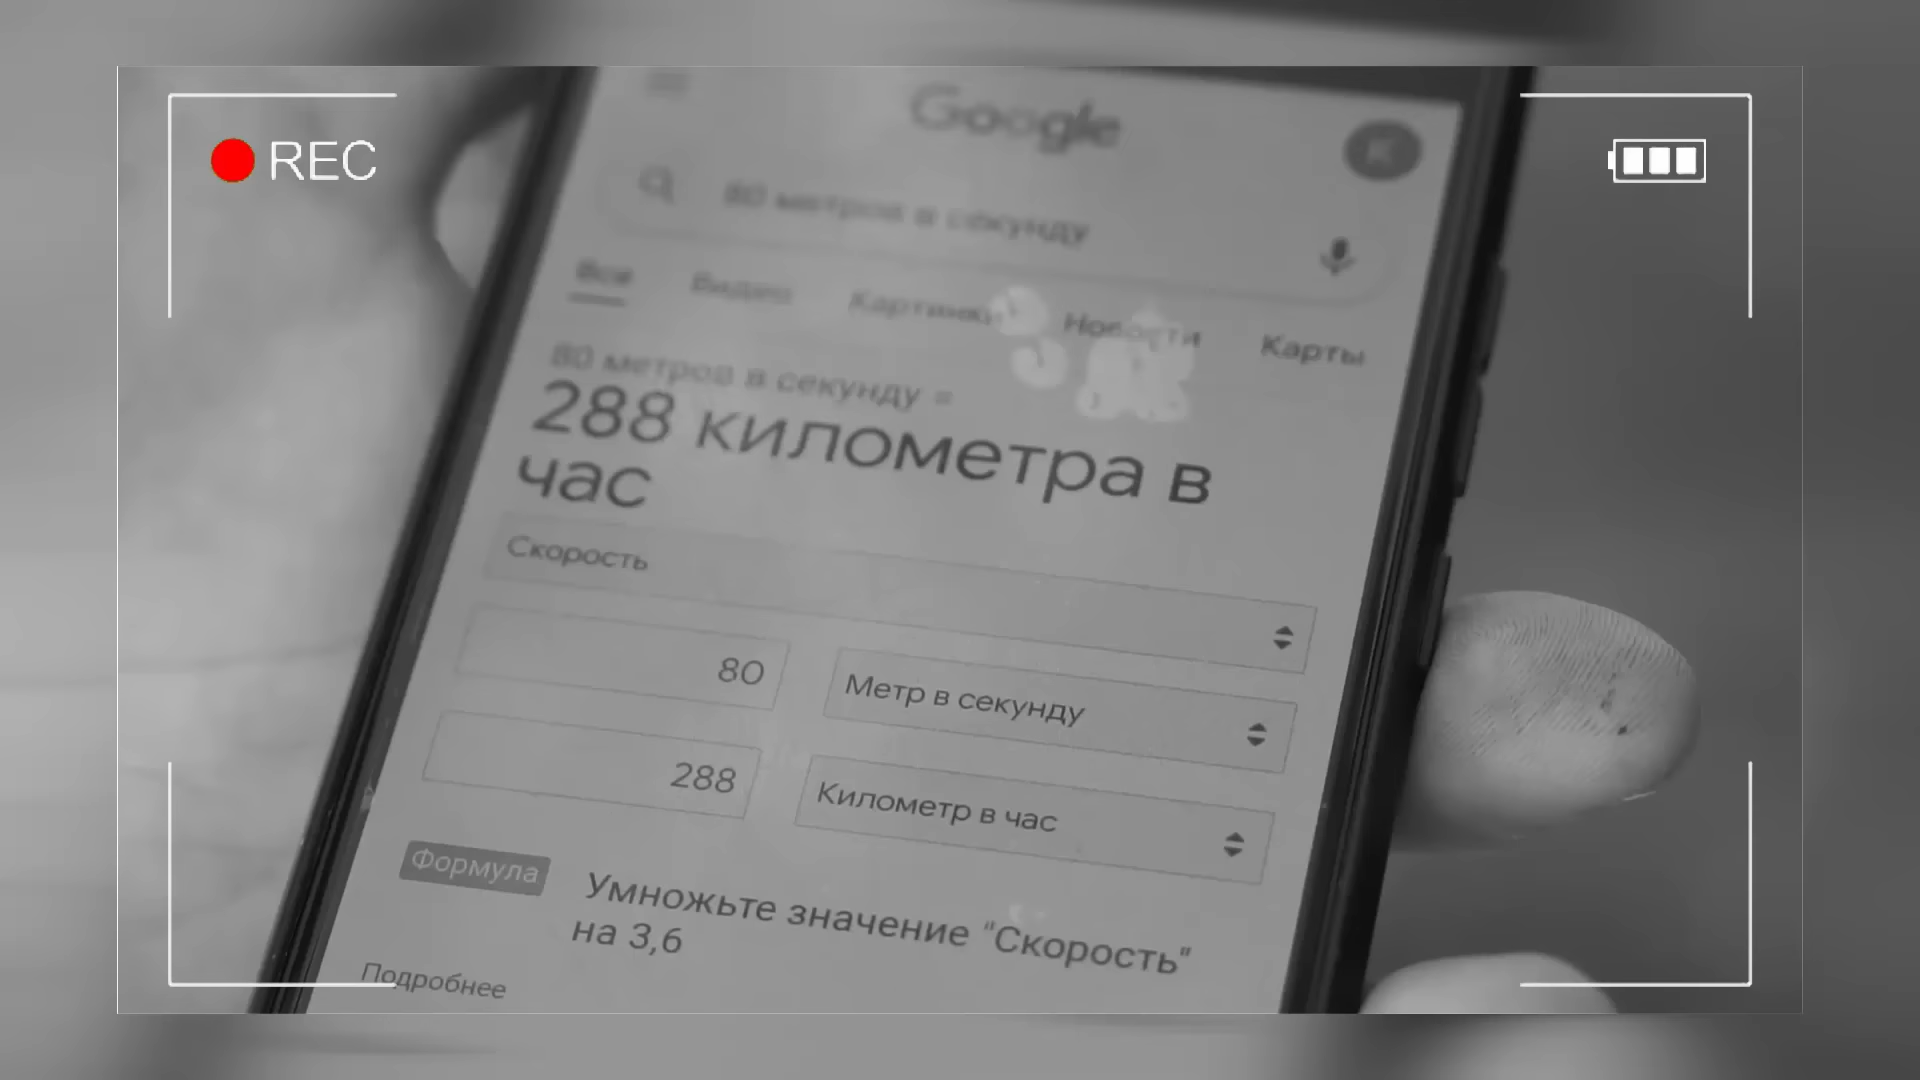 REC
Google
80 метров в секунду
Все Видео Картинки Новости Карты
80 метров в секунду =
288 километра в
час
Скорость
80 Метр в секунду
288 Километр в час
Формула Умножьте значение "Скорость"
на 3,6
Подробнее